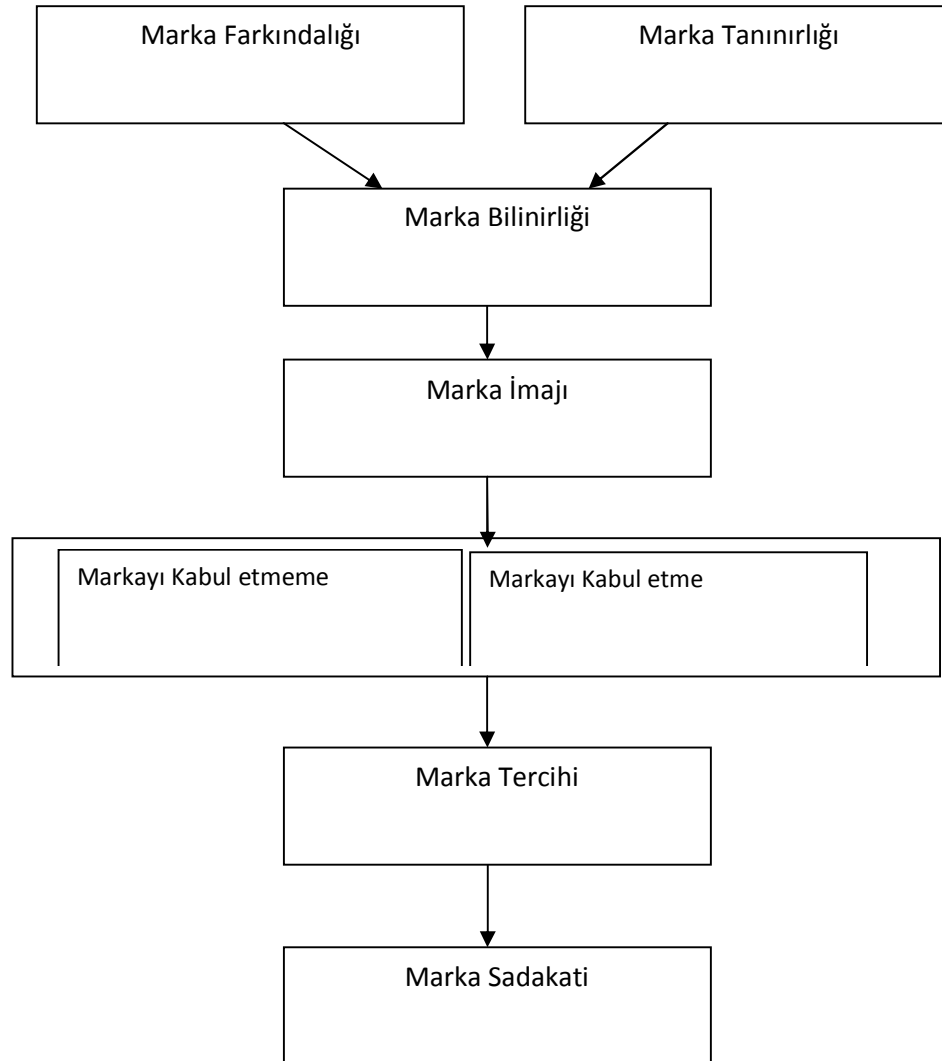 Marka Farkındalığı
Marka Tanınırlığı
Marka Bilinirliği
Marka İmajı
Markayı Kabul etmeme
Markayı Kabul etme
Marka Tercihi
Marka Sadakati